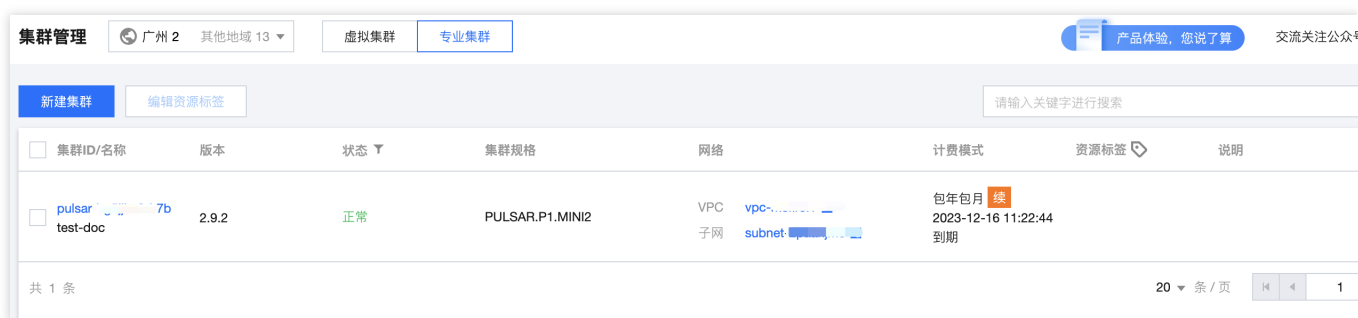 集群管理 广州 2 其他地域 13 虚拟集群 专业集群 产品体验，您说了算 交流关注公众号
新建集群 编辑资源标签 请输入关键字进行搜索
集群ID/名称 版本 状态 集群规格 网络 计费模式 资源标签 说明
pulsar 7b
test-doc
2.9.2 正常 PULSAR.P1.MINI2
VPC vpc-
子网 subnet-
包年包月 续
2023-12-16 11:22:44
到期
共 1 条 20 条 / 页 1